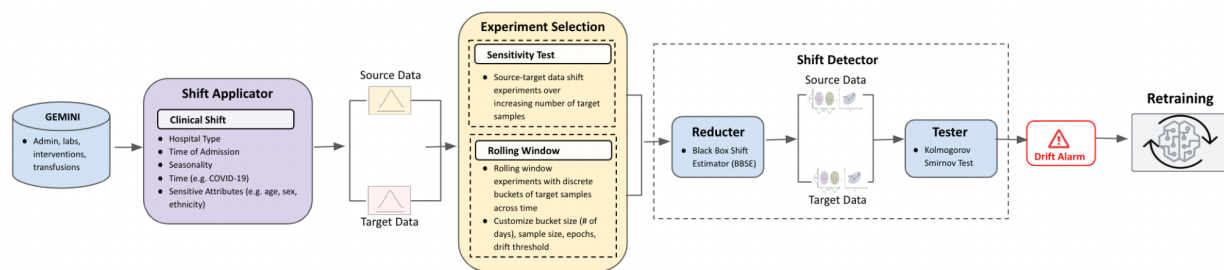 GEMINI
● Admin, labs,
interventions,
transfusions
Shift Applicator
Clinical Shift
● Hospital Type
● Time of Admission
● Seasonality
● Time (e.g. COVID-19)
● Sensitive Attributes (e.g. age, sex,
ethnicity)
Source Data
Target Data
Experiment Selection
Sensitivity Test
● Source-target data shift
experiments over
increasing number of target
samples
Rolling Window
● Rolling window
experiments with discrete
buckets of target samples
across time
● Customize bucket size (# of
days), sample size, epochs,
drift threshold
Shift Detector
Reducter
● Black Box Shift
Estimator (BBSE)
Source Data
Target Data
Tester
● Kolmogorov
Smirnov Test
Drift Alarm
Retraining